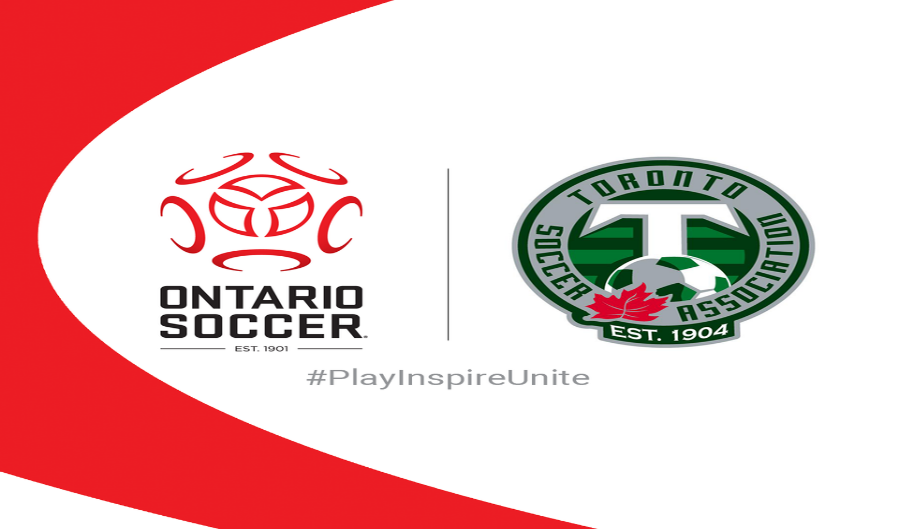 ONTARIO
SOCCER
EST. 1901
TORONTO
SOCCER ASSOCIATION
T
EST. 1904
#PlayInspireUnite